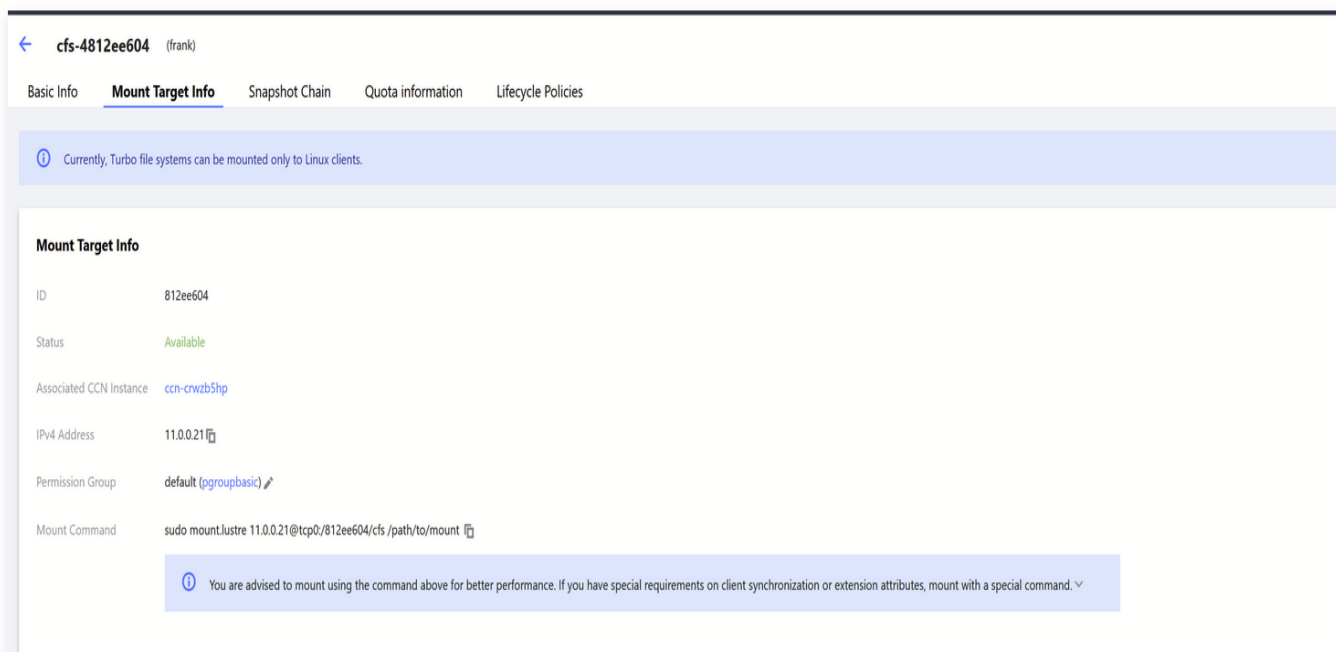 cfs-4812ee604 (frank)
Basic Info Mount Target Info Snapshot Chain Quota information Lifecycle Policies
Currently, Turbo file systems can be mounted only to Linux clients.
Mount Target Info
ID 812ee604
Status Available
Associated CCN Instance ccn-crwzb5hp
IPv4 Address 11.0.0.21
Permission Group default (pgroupbasic)
Mount Command sudo mount.lustre 11.0.0.21@tcp0:/812ee604/cfs /path/to/mount
You are advised to mount using the command above for better performance. If you have special requirements on client synchronization or extension attributes, mount with a special command.